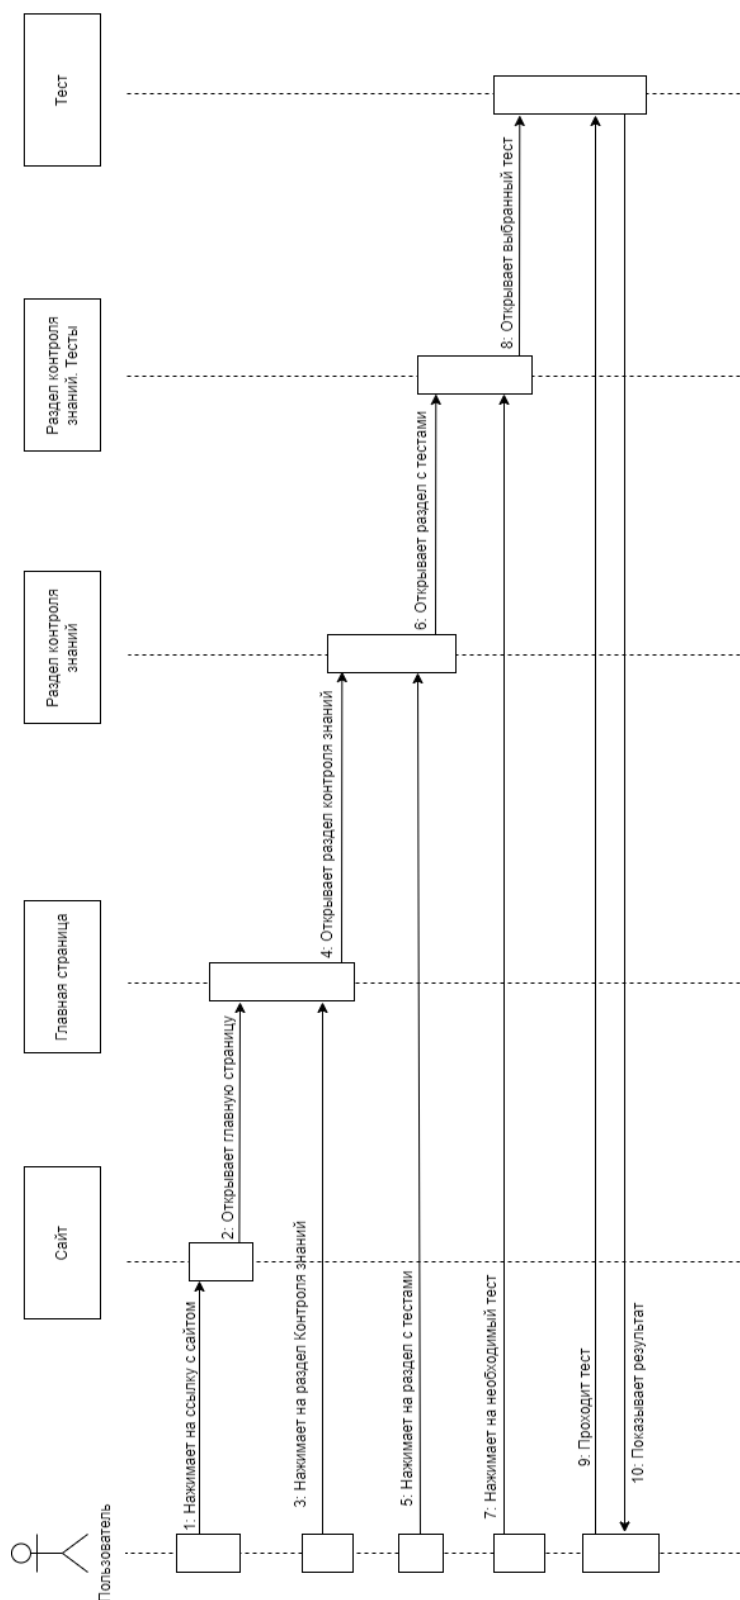 Пользователь
Сайт
Главная страница
Раздел контроля
знаний
Раздел контроля
знаний. Тесты
Тест
1: Нажимает на ссылку с сайтом
2: Открывает главную страницу
3: Нажимает на раздел Контроля знаний
4: Открывает раздел контроля знаний
5: Нажимает на раздел с тестами
6: Открывает раздел с тестами
7: Нажимает на необходимый тест
8: Открывает выбранный тест
9: Проходит тест
10: Показывает результат